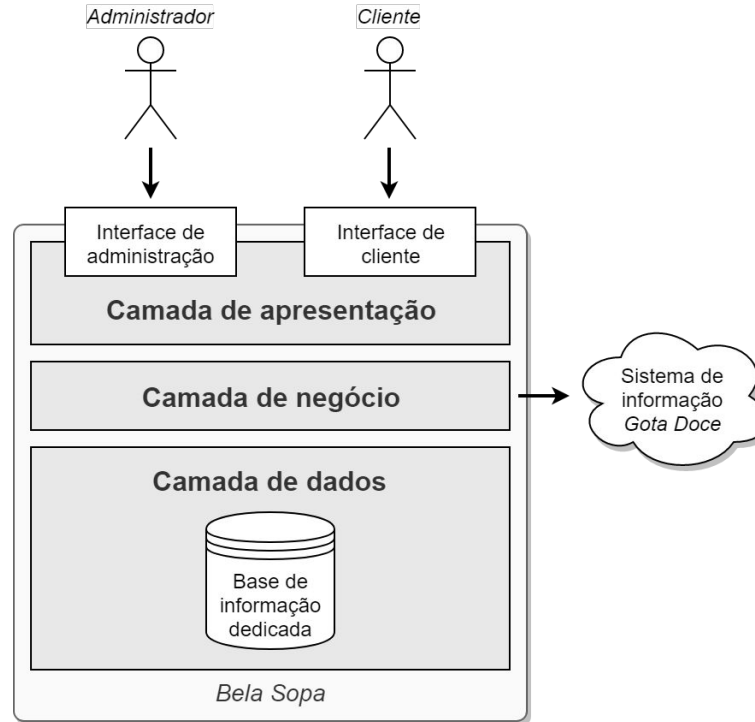 Administrador
Cliente
Interface de
administração
Interface de
cliente
Camada de apresentação
Camada de negócio
Sistema de
informação
Gota Doce
Camada de dados
Base de
informação
dedicada
Bela Sopa